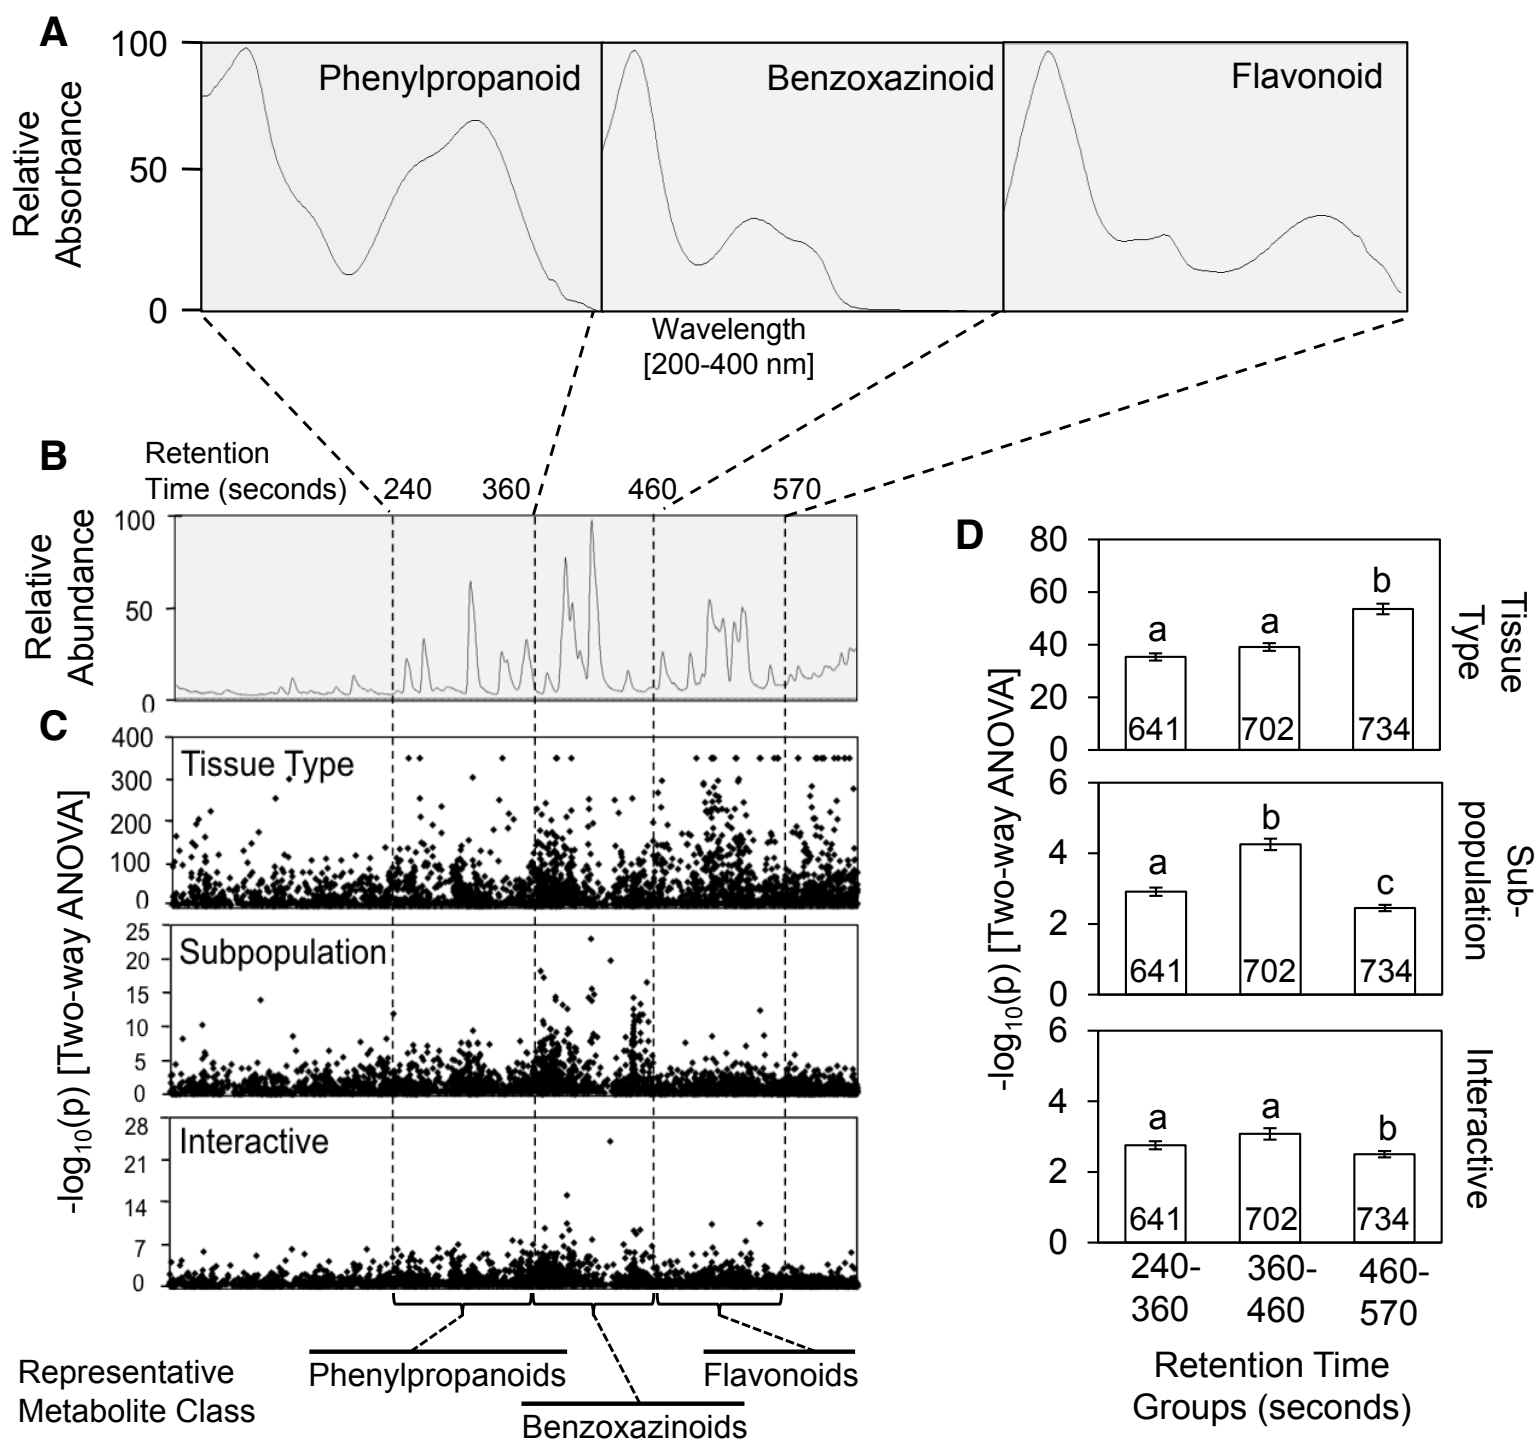 A
100
50
0
Relative
Absorbance
Phenylpropanoid
Benzoxazinoid
Flavonoid
Wavelength
[200-400 nm]
B
Retention
Time (seconds)
240
360
460
570
Relative
Abundance
100
50
0
C
-log10(p) [Two-way ANOVA]
400
300
200
100
0
Tissue Type
25
20
15
10
5
0
Subpopulation
28
21
14
7
0
Interactive
Representative
Metabolite Class
Phenylpropanoids
Benzoxazinoids
Flavonoids
D
-log10(p) [Two-way ANOVA]
80
60
40
20
0
a
a
b
641
702
734
Tissue
Type
6
4
2
0
a
b
c
641
702
734
Sub-
population
6
4
2
0
a
a
b
641
702
734
Interactive
240-
360
360-
460
460-
570
Retention Time
Groups (seconds)